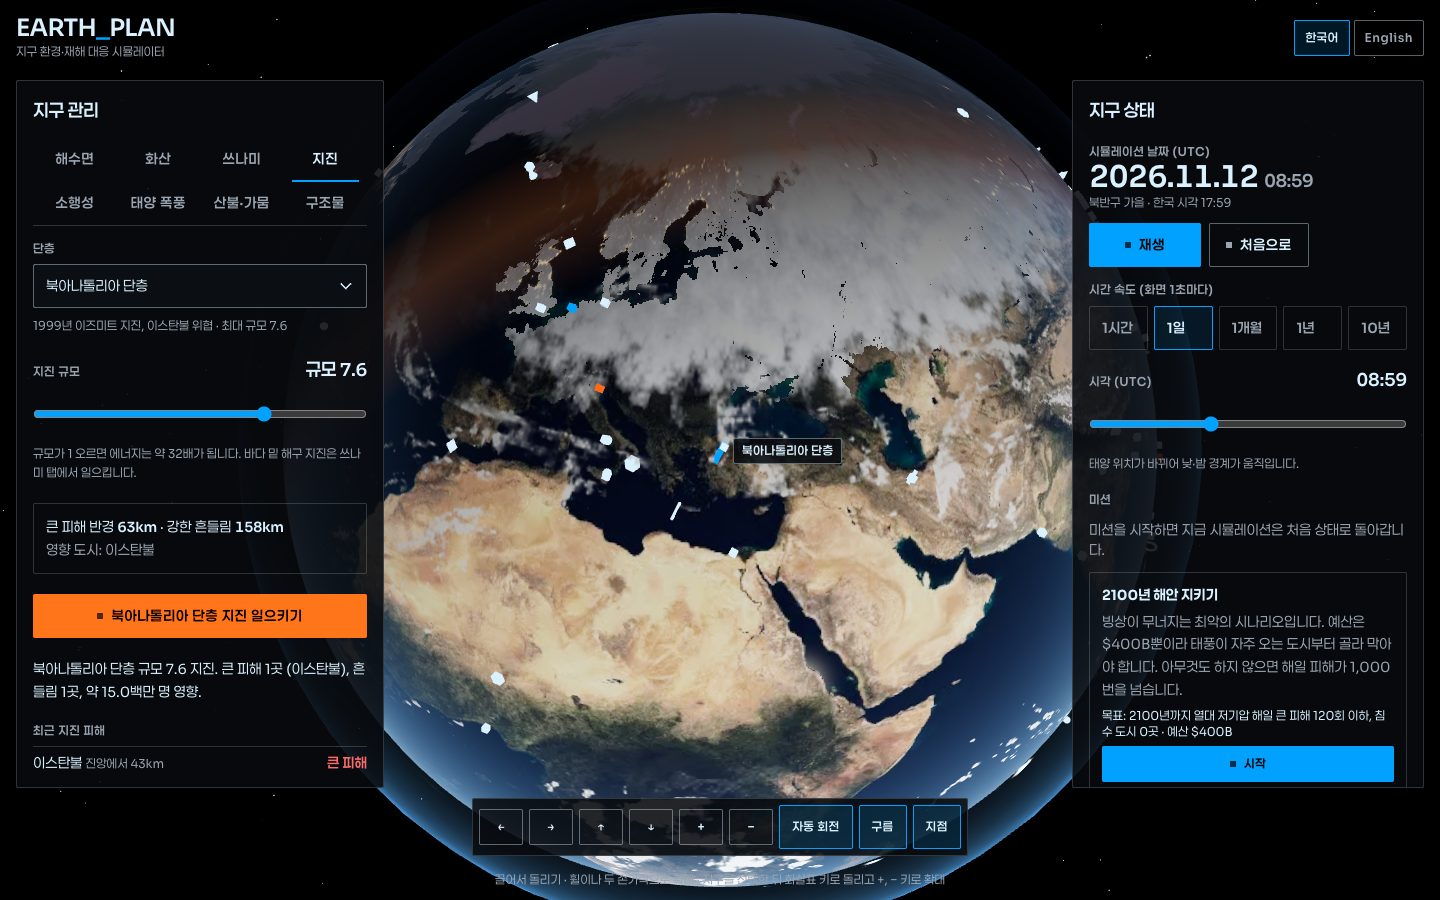 EARTH_PLAN
지구 환경·재해 대응 시뮬레이터
한국어
English
지구 관리
해수면
화산
쓰나미
지진
소행성
태양 폭풍
산불·가뭄
구조물
단층
북아나톨리아 단층
1999년 이즈미트 지진, 이스탄불 위협 · 최대 규모 7.6
지진 규모
규모 7.6
규모가 1 오르면 에너지는 약 32배가 됩니다. 바다 밑 해구 지진은 쓰나
미 탭에서 일으킵니다.
큰 피해 반경 63km · 강한 흔들림 158km
영향 도시: 이스탄불
북아나톨리아 단층 지진 일으키기
북아나톨리아 단층 규모 7.6 지진. 큰 피해 1곳 (이스탄불), 흔
들림 1곳, 약 15.0백만 명 영향.
최근 지진 피해
이스탄불 진앙에서 43km
큰 피해
북아나톨리아 단층
지구 상태
시뮬레이션 날짜 (UTC)
2026.11.12 08:59
북반구 가을 · 한국 시각 17:59
재생
처음으로
시간 속도 (화면 1초마다)
1시간
1일
1개월
1년
10년
시각 (UTC)
08:59
태양 위치가 바뀌어 낮·밤 경계가 움직입니다.
미션
미션을 시작하면 지금 시뮬레이션은 처음 상태로 돌아갑니
다.
2100년 해안 지키기
빙상이 무너지는 최악의 시나리오입니다. 예산은
$400B뿐이라 태풍이 자주 오는 도시부터 골라 막아
야 합니다. 아무것도 하지 않으면 해일 피해가 1,000
번을 넘습니다.
목표: 2100년까지 열대 저기압 해일 큰 피해 120회 이하, 침
수 도시 0곳 · 예산 $400B
시작
← → ↑ ↓ + −
자동 회전
구름
지점
끌어서 돌리기 · 휠이나 두 손가락으로
뒤 화살표 키로 돌리고 +, − 키로 확대